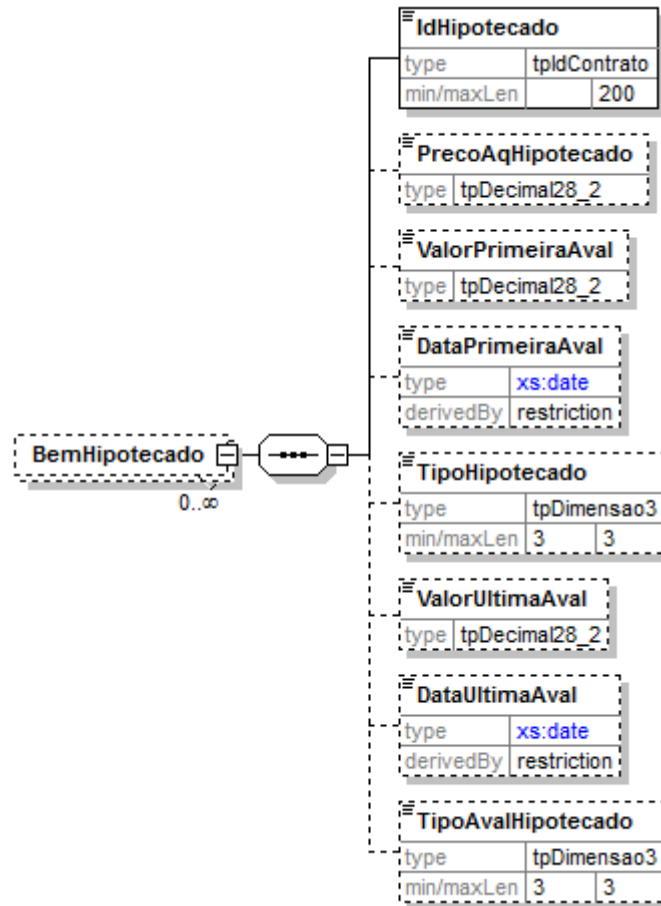 IdHipotecado
type tpIdContrato
min/maxLen 200
PrecoAqHipotecado
type tpDecimal28_2
ValorPrimeiraAval
type tpDecimal28_2
DataPrimeiraAval
type xs:date
derivedBy restriction
BemHipotecado
0..∞
TipoHipotecado
type tpDimensao3
min/maxLen 3 3
ValorUltimaAval
type tpDecimal28_2
DataUltimaAval
type xs:date
derivedBy restriction
TipoAvalHipotecado
type tpDimensao3
min/maxLen 3 3